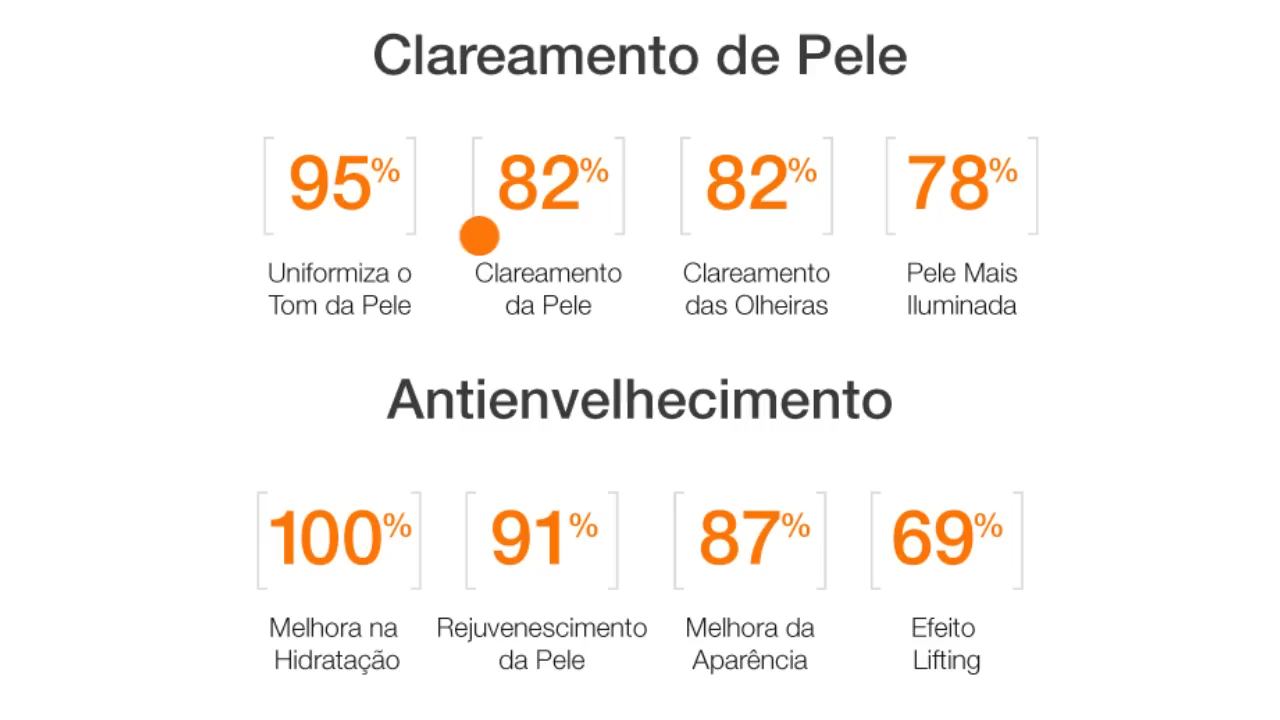 Clareamento de Pele
95% 82% 82% 78%
Uniformiza o Clareamento Clareamento Pele Mais
Tom da Pele da Pele das Olheiras Iluminada
Antienvelhecimento
100% 91% 87% 69%
Melhora na Rejuvenescimento Melhora da Efeito
Hidratação da Pele Aparência Lifting